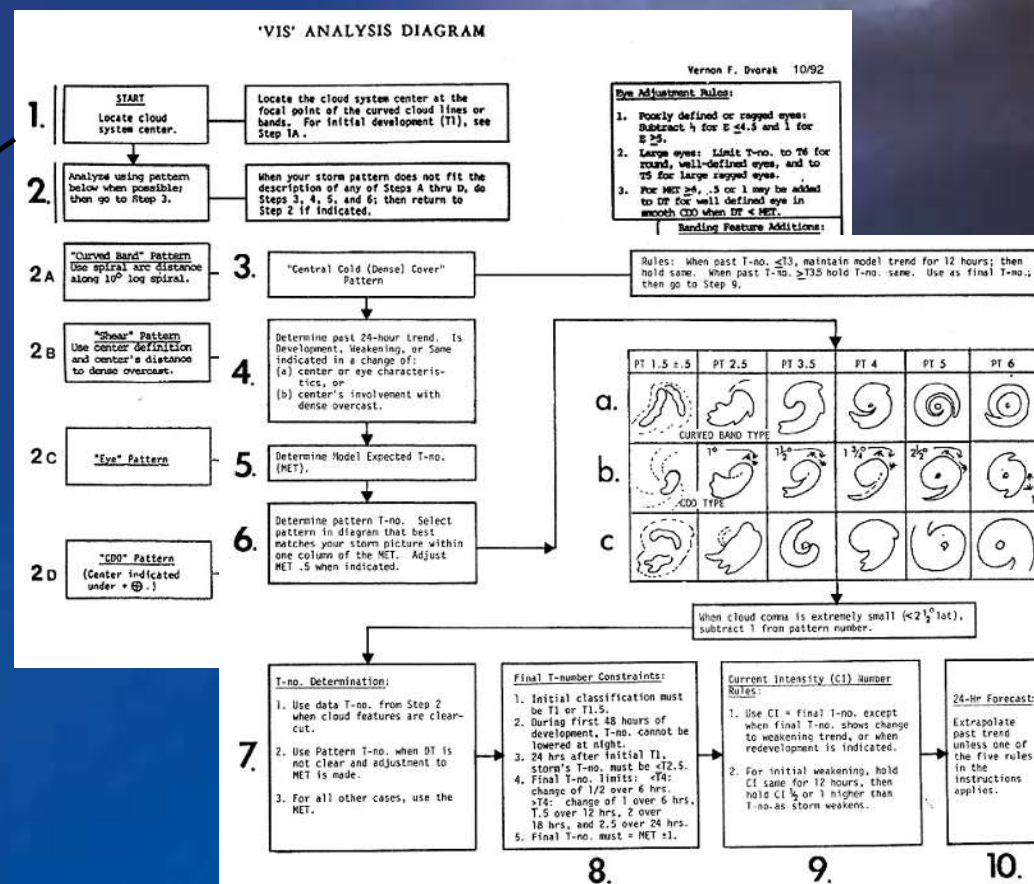 'VIS' ANALYSIS DIAGRAM
Vernon F. Dvorak 10/92
1.
START
Locate cloud
system center.
Locate the cloud system center at the
focal point of the curved cloud lines or
bands. For initial development (T1), see
Step 1A.
Eye Adjustment Rules:
1. Poorly defined or ragged eyes:
Subtract ½ for E ≤4.5 and 1 for
E ≥5.
2. Large eyes: Limit T-no. to T6 for
round, well-defined eyes, and to
T5 for large ragged eyes.
3. For MET ≥6, .5 or 1 may be added
to DT for well defined eye in
smooth CDO when DT < MET.
Banding Feature Additions:
2.
Analyze using pattern
below when possible;
then go to Step 3.
When your storm pattern does not fit the
description of any of Steps A thru D, do
Steps 3, 4, 5, and 6; then return to
Step 2 if indicated.
2A
"Curved Band" Pattern
Use spiral arc distance
along 10° log spiral.
2B
"Shear" Pattern
Use center definition
and center's distance
to dense overcast.
2C
"Eye" Pattern
2D
"CDO" Pattern
(Center indicated
under + ⊕.)
3.
"Central Cold (Dense) Cover"
Pattern
Rules: When past T-no. ≤T3, maintain model trend for 12 hours; then
hold same. When past T-no. ≥T3.5 hold T-no. same. Use as final T-no.;
then go to Step 9.
4.
Determine past 24-hour trend. Is
Development, Weakening, or Same
indicated in a change of:
(a) center or eye characteris-
tics, or
(b) center's involvement with
dense overcast.
5.
Determine Model Expected T-no.
(MET).
6.
Determine pattern T-no. Select
pattern in diagram that best
matches your storm picture within
one column of the MET. Adjust
MET .5 when indicated.
PT 1.5 ±.5 PT 2.5 PT 3.5 PT 4 PT 5 PT 6
a.
CURVED BAND TYPE
b.
1° 1½° 1¾° 2½°
CDO TYPE
c
When cloud comma is extremely small (<2½° lat),
subtract 1 from pattern number.
7.
T-no. Determination:
1. Use data T-no. from Step 2
when cloud features are clear-
cut.
2. Use Pattern T-no. when DT is
not clear and adjustment to
MET is made.
3. For all other cases, use the
MET.
Final T-number Constraints:
1. Initial classification must
be T1 or T1.5.
2. During first 48 hours of
development, T-no. cannot be
lowered at night.
3. 24 hrs after initial T1,
storm's T-no. must be <T2.5.
4. Final T-no. limits: <T4:
change of 1/2 over 6 hrs.
>T4: change of 1 over 6 hrs,
T.5 over 12 hrs, 2 over
18 hrs, and 2.5 over 24 hrs.
5. Final T-no. must = MET ±1.
8.
Current Intensity (CI) Number
Rules:
1. Use CI = final T-no. except
when final T-no. shows change
to weakening trend, or when
redevelopment is indicated.
2. For initial weakening, hold
CI same for 12 hours, then
hold CI ½ or 1 higher than
T-no. as storm weakens.
9.
24-Hr Forecast:
Extrapolate
past trend
unless one of
the five rules
in the
instructions
applies.
10.